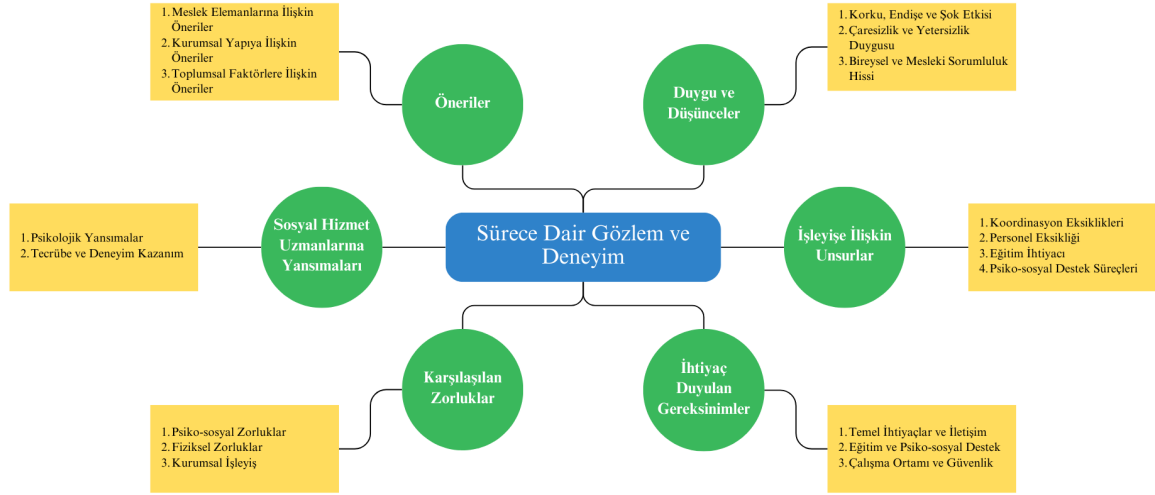 1. Meslek Elemanlarına İlişkin
Öneriler
2. Kurumsal Yapıya İlişkin
Öneriler
3. Toplumsal Faktörlere İlişkin
Öneriler
Öneriler
Duygu ve
Düşünceler
1. Korku, Endişe ve Şok Etkisi
2. Çaresizlik ve Yetersizlik
Duygusu
3. Bireysel ve Mesleki Sorumluluk
Hissi
1. Psikolojik Yansımalar
2. Tecrübe ve Deneyim Kazanım
Sosyal Hizmet
Uzmanlarına
Yansımaları
Sürece Dair Gözlem ve
Deneyim
İşleyişe İlişkin
Unsurlar
1. Koordinasyon Eksiklikleri
2. Personel Eksikliği
3. Eğitim İhtiyacı
4. Psiko-sosyal Destek Süreçleri
1. Psiko-sosyal Zorluklar
2. Fiziksel Zorluklar
3. Kurumsal İşleyiş
Karşılaşılan
Zorluklar
İhtiyaç
Duyulan
Gereksinimler
1. Temel İhtiyaçlar ve İletişim
2. Eğitim ve Psiko-sosyal Destek
3. Çalışma Ortamı ve Güvenlik